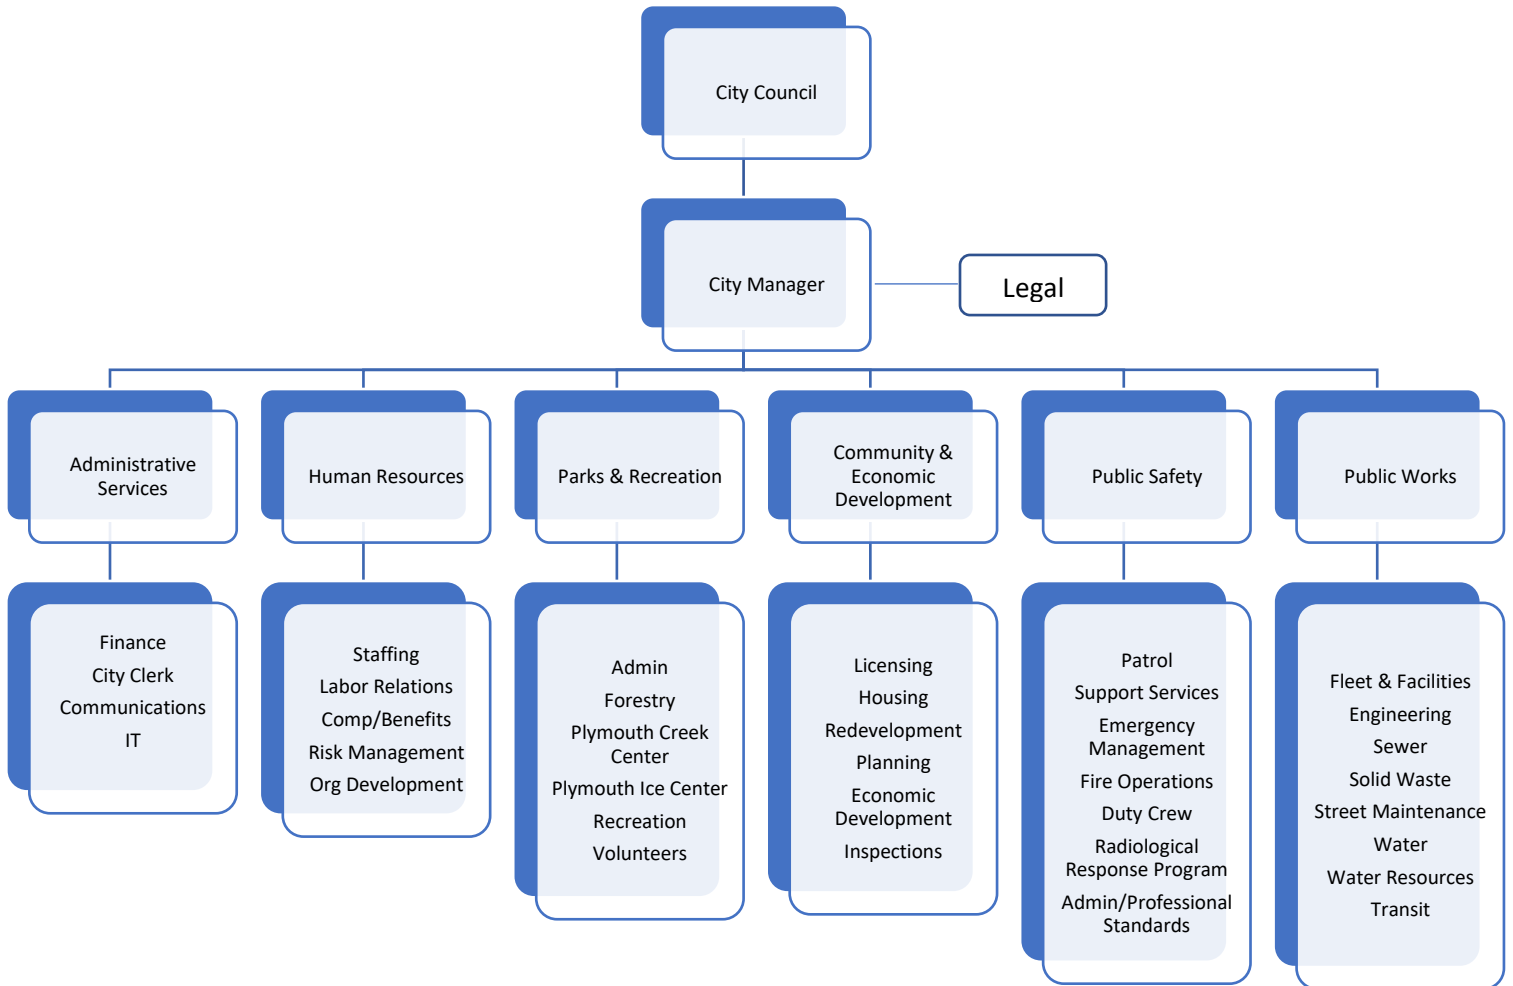 City Council
City Manager
Legal
Administrative
Services
Human Resources
Parks & Recreation
Community &
Economic
Development
Public Safety
Public Works
Finance
City Clerk
Communications
IT
Staffing
Labor Relations
Comp/Benefits
Risk Management
Org Development
Admin
Forestry
Plymouth Creek
Center
Plymouth Ice Center
Recreation
Volunteers
Licensing
Housing
Redevelopment
Planning
Economic
Development
Inspections
Patrol
Support Services
Emergency
Management
Fire Operations
Duty Crew
Radiological
Response Program
Admin/Professional
Standards
Fleet & Facilities
Engineering
Sewer
Solid Waste
Street Maintenance
Water
Water Resources
Transit